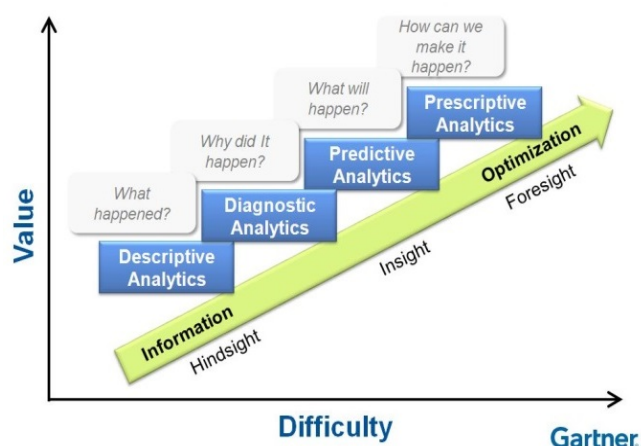 How can we
make it
happen?
What will
happen?
Prescriptive
Analytics
Why did It
happen?
Predictive
Analytics
What
happened?
Diagnostic
Analytics
Descriptive
Analytics
Value
Information
Optimization
Hindsight
Insight
Foresight
Difficulty
Gartner